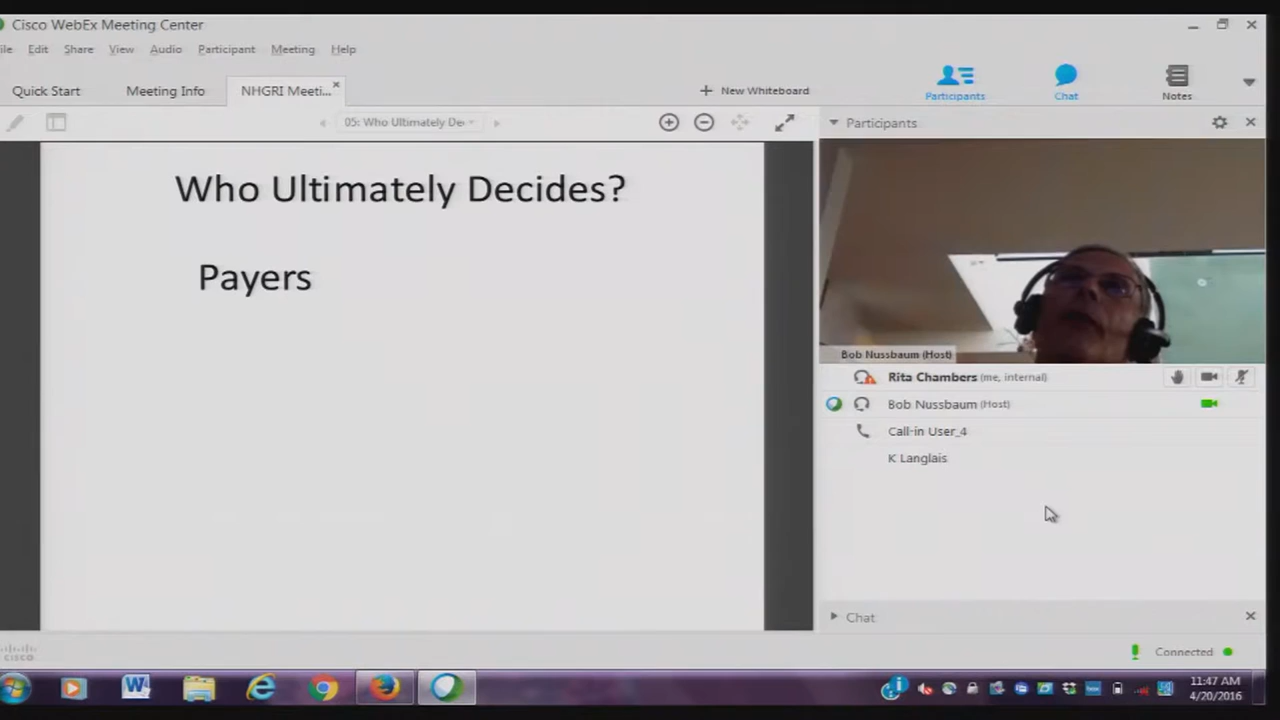 Cisco WebEx Meeting Center
ile Edit Share View Audio Participant Meeting Help
Quick Start Meeting Info NHGRI Meeti... New Whiteboard
Participants Chat Notes
05: Who Ultimately De
Participants
Who Ultimately Decides?
Payers
Bob Nussbaum (Host)
Rita Chambers (me, internal)
Bob Nussbaum (Host)
Call-in User_4
K Langlais
Chat
CISCO
Connected
11:47 AM
4/20/2016